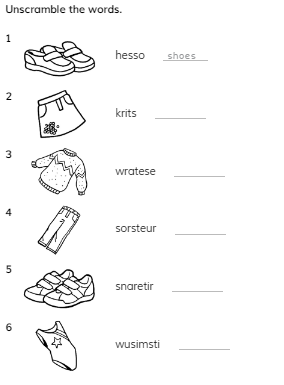 Unscramble the words.
1 hesso shoes
2 krits
3 wratese
4 sorsteur
5 snaretir
6 wusimsti